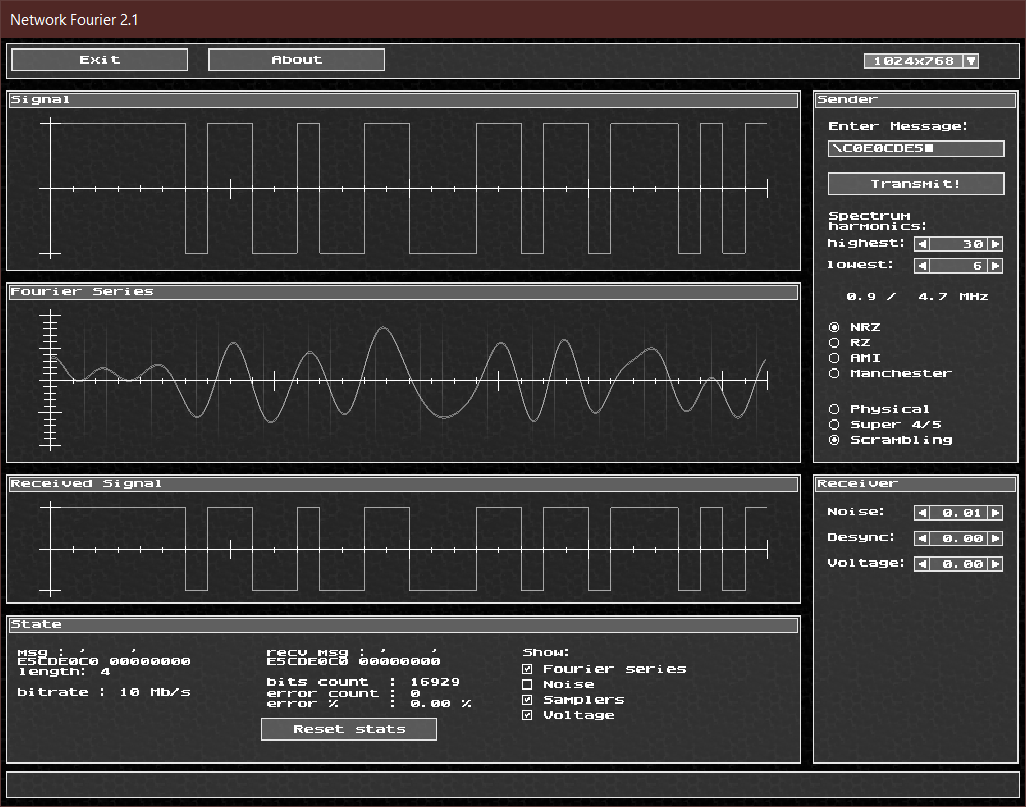 Network Fourier 2.1
Exit About 1024x768
Signal
Sender
Enter Message:
\C0E0CDE5
Transmit!
Spectrum
harmonics:
highest: 30
lowest: 6
0.9 / 4.7 MHz
NRZ
RZ
AMI
Manchester
Physical
Super 4/5
Scrambling
Fourier Series
Received Signal
Receiver
Noise: 0.01
Desync: 0.00
Voltage: 0.00
State
msg : ' '
E5CDE0C0 00000000
length: 4
bitrate : 10 Mb/s
recv msg : ' '
E5CDE0C0 00000000
bits count : 16929
error count : 0
error % : 0.00 %
Reset stats
Show:
Fourier series
Noise
Samplers
Voltage